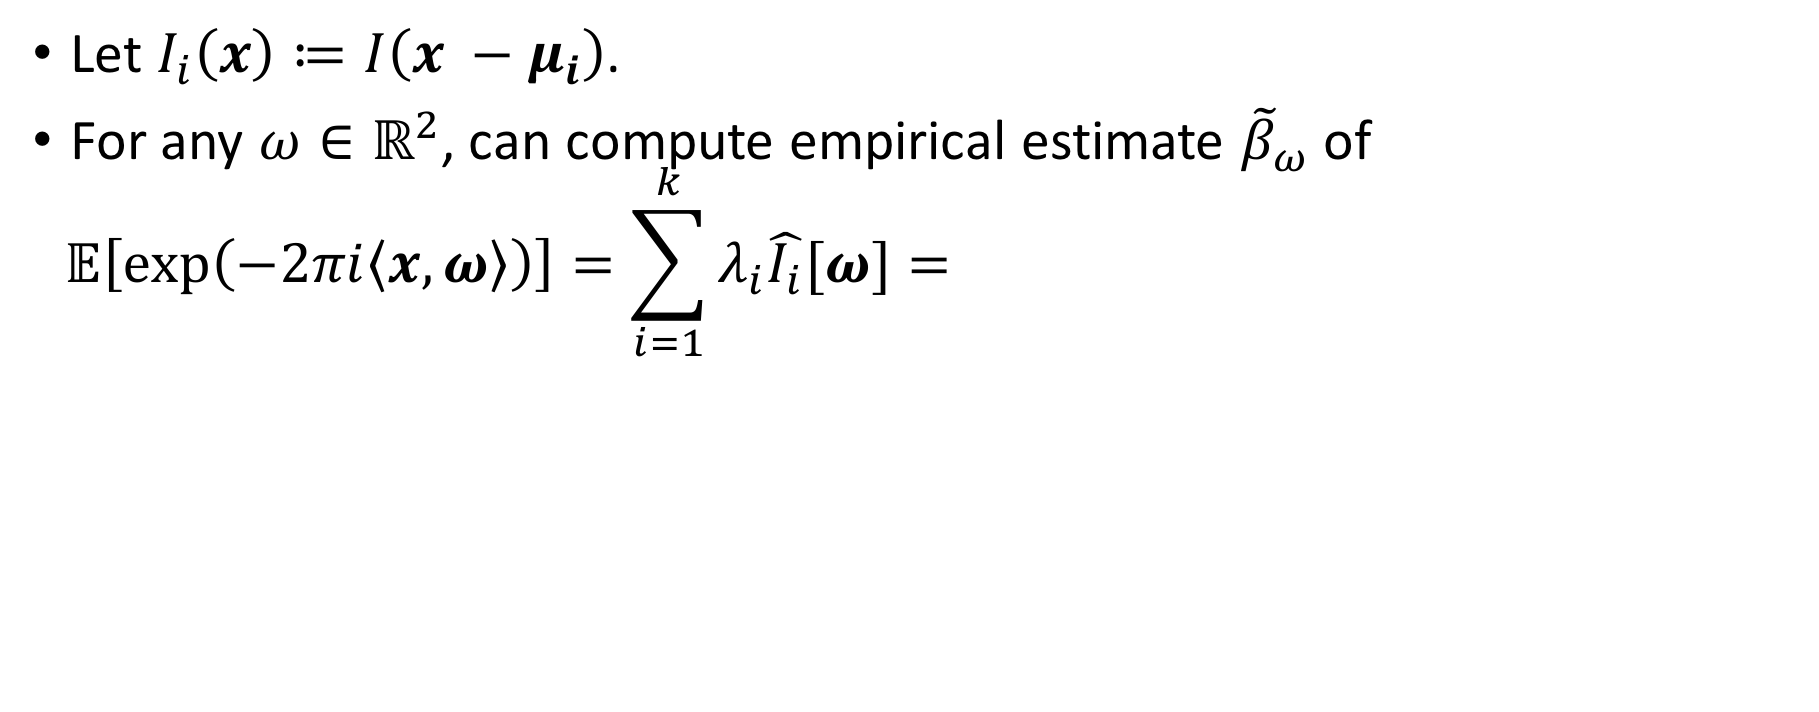 • Let 𝐼ᵢ(𝒙) ≔ 𝐼(𝒙 − 𝝁ᵢ).
• For any 𝜔 ∈ ℝ², can compute empirical estimate 𝛽̃_𝜔 of
𝔼[exp(−2𝜋𝑖⟨𝒙, 𝝎⟩)] = ∑_{𝑖=1}^{𝑘} 𝜆ᵢ𝐼̂ᵢ[𝝎] =